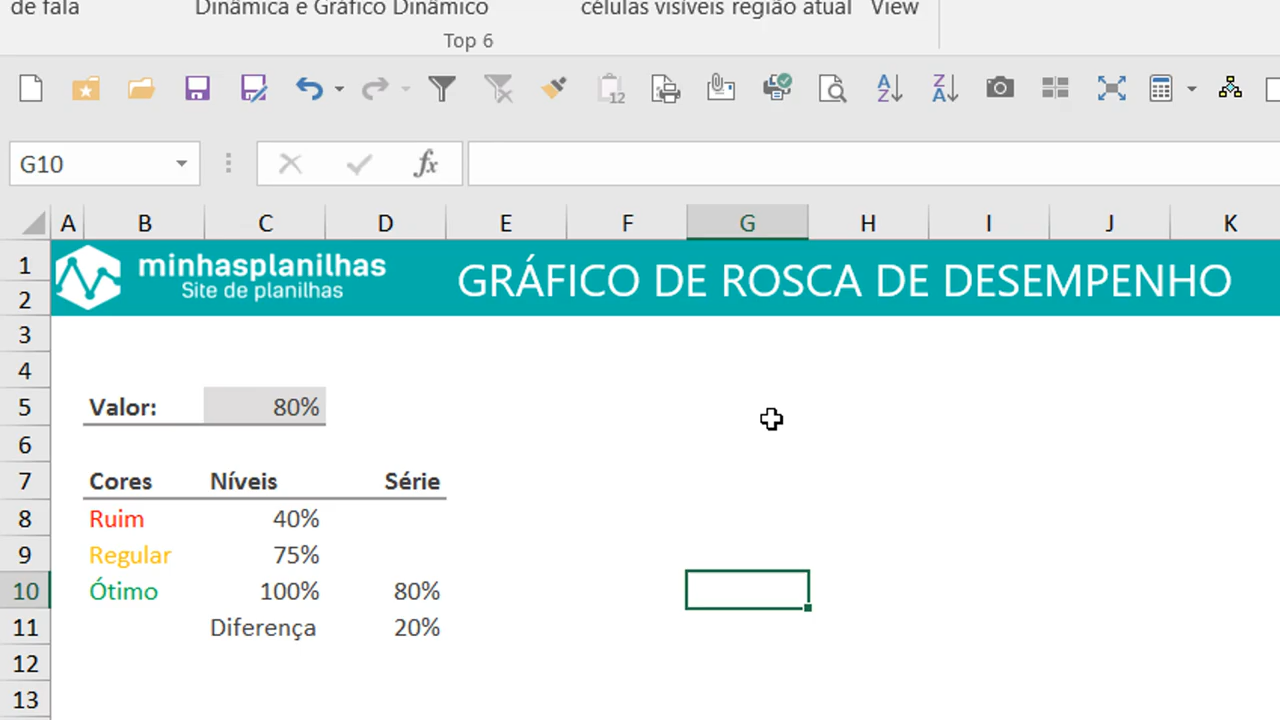 de fala
Dinâmica e Gráfico Dinâmico
células visíveis região atual View
Top 6
12
A Z
Z A
G10
fx
A B C D E F G H I J K
1 minhasplanilhas
Site de planilhas
GRÁFICO DE ROSCA DE DESEMPENHO
2
3
4
5 Valor: 80%
6
7 Cores Níveis Série
8 Ruim 40%
9 Regular 75%
10 Ótimo 100% 80%
11 Diferença 20%
12
13